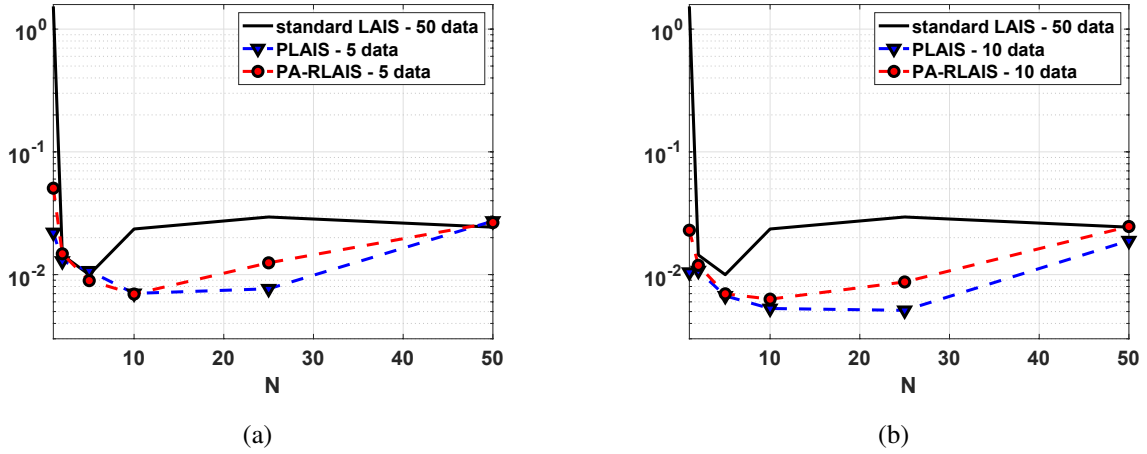 10^0
10^-1
10^-2
standard LAIS - 50 data
PLAIS - 5 data
PA-RLAIS - 5 data
10 20 30 40 50
N
(a)
10^0
10^-1
10^-2
standard LAIS - 50 data
PLAIS - 10 data
PA-RLAIS - 10 data
10 20 30 40 50
N
(b)